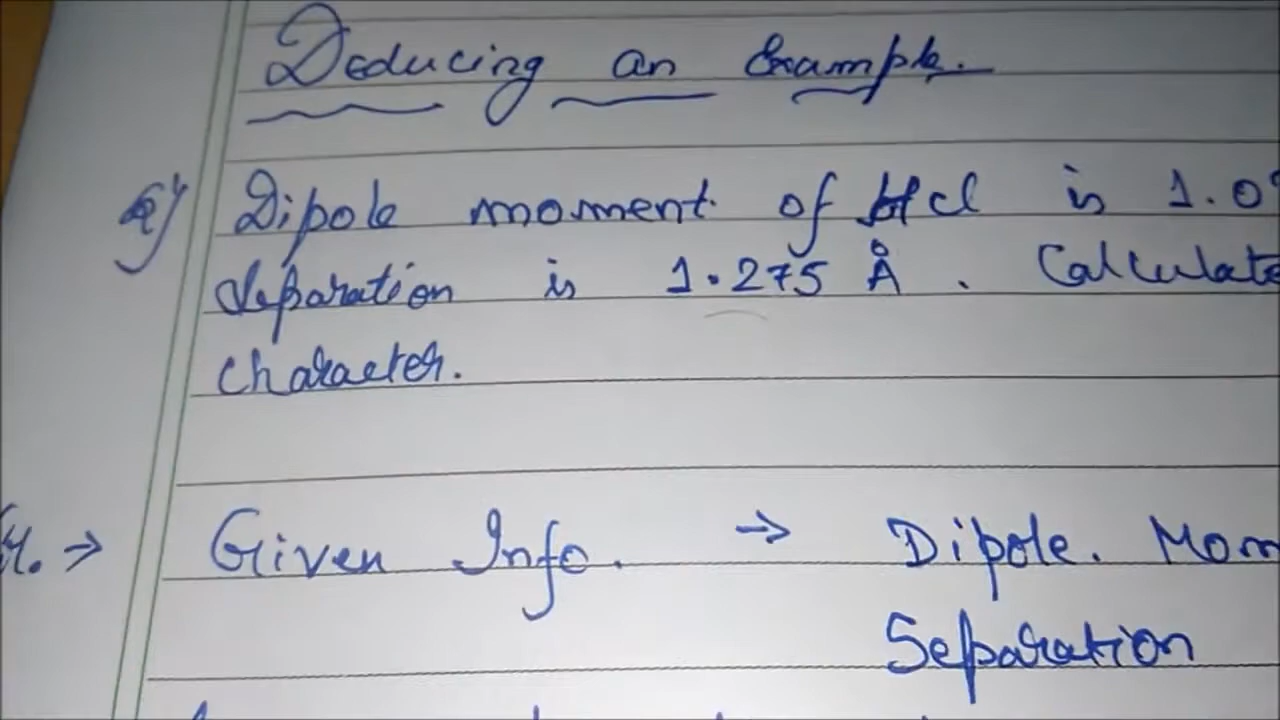 Deducing an Example.
Q) Dipole moment of HCl is 1.0
separation is 1.275 Å. Calculate
character.
→ Given Info. → Dipole. Mom
Separation